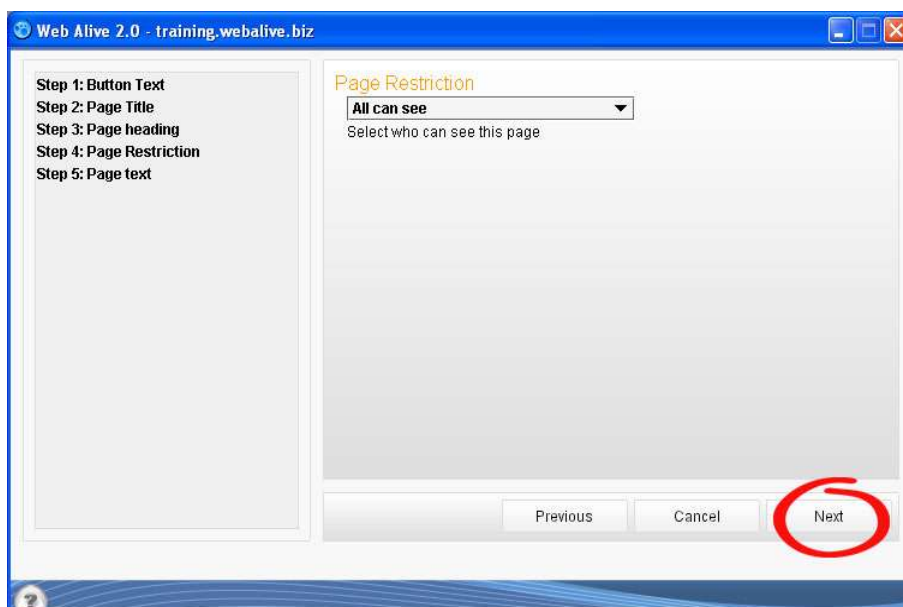 Web Alive 2.0 - training.webalive.biz
Step 1: Button Text
Step 2: Page Title
Step 3: Page heading
Step 4: Page Restriction
Step 5: Page text
Page Restriction
All can see
Select who can see this page
Previous
Cancel
Next
?